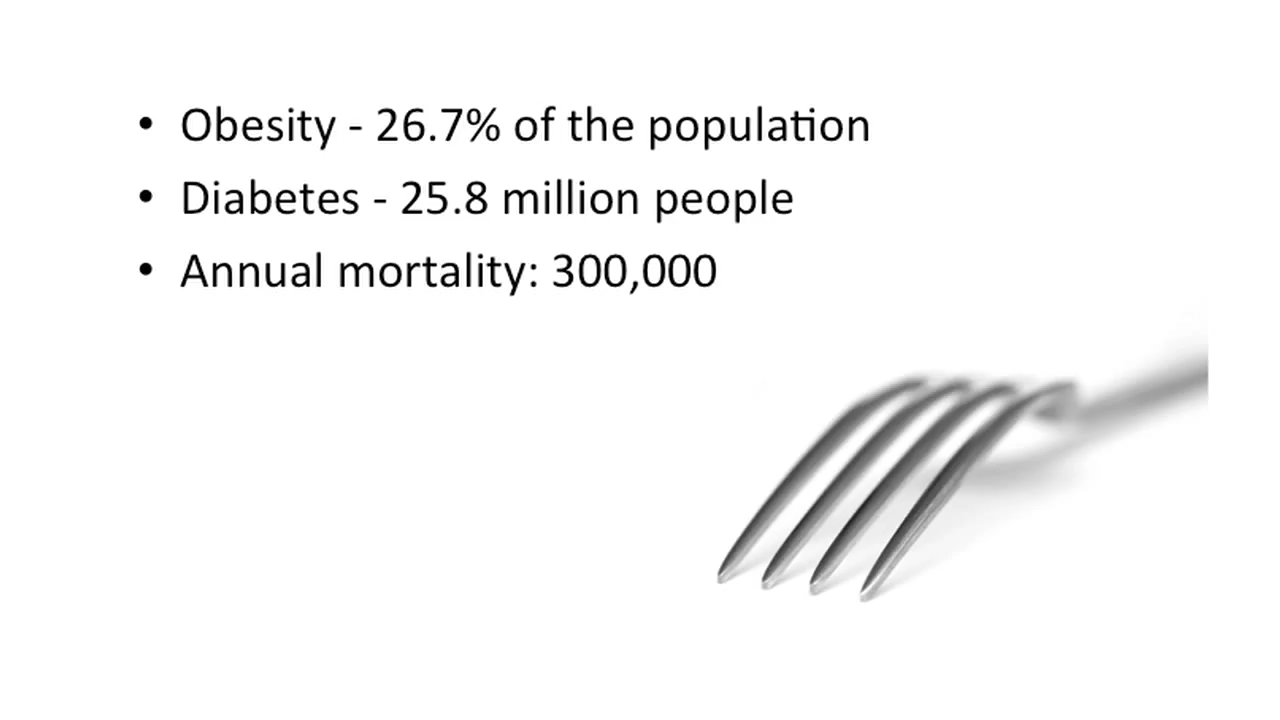 • Obesity - 26.7% of the population
• Diabetes - 25.8 million people
• Annual mortality: 300,000